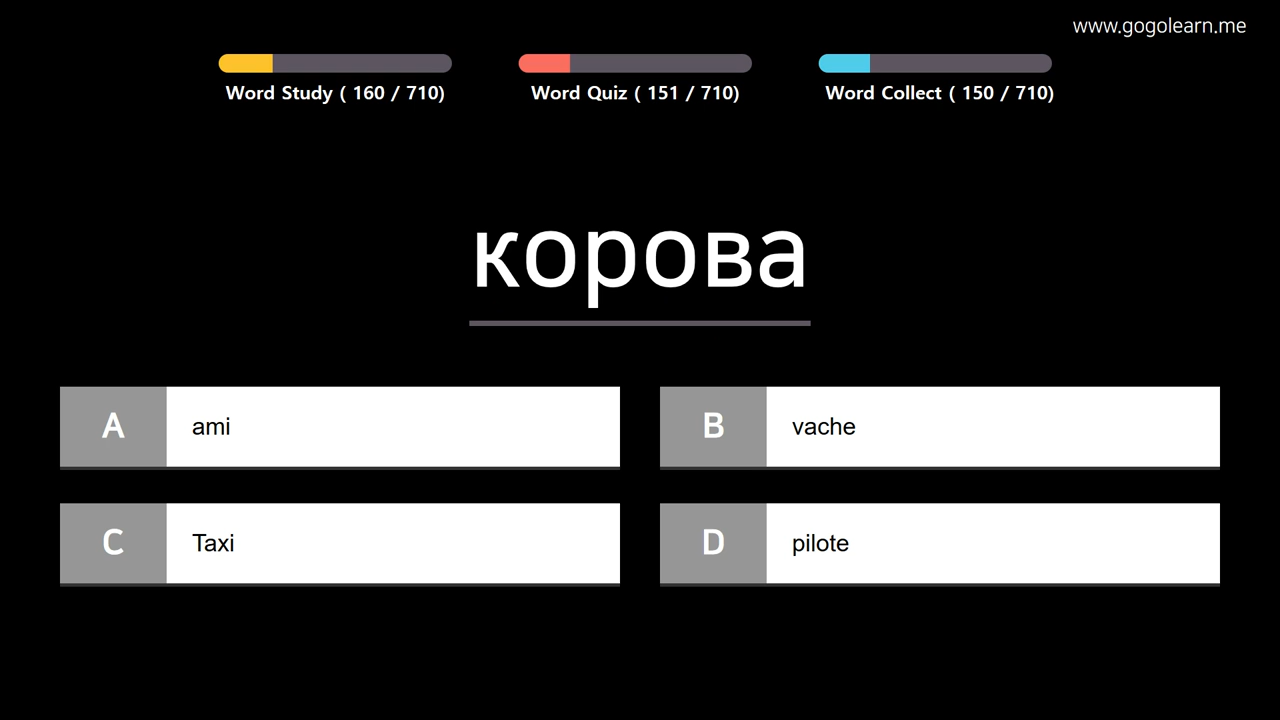 www.gogolearn.me
Word Study ( 160 / 710)
Word Quiz ( 151 / 710)
Word Collect ( 150 / 710)
корова
A ami
B vache
C Taxi
D pilote